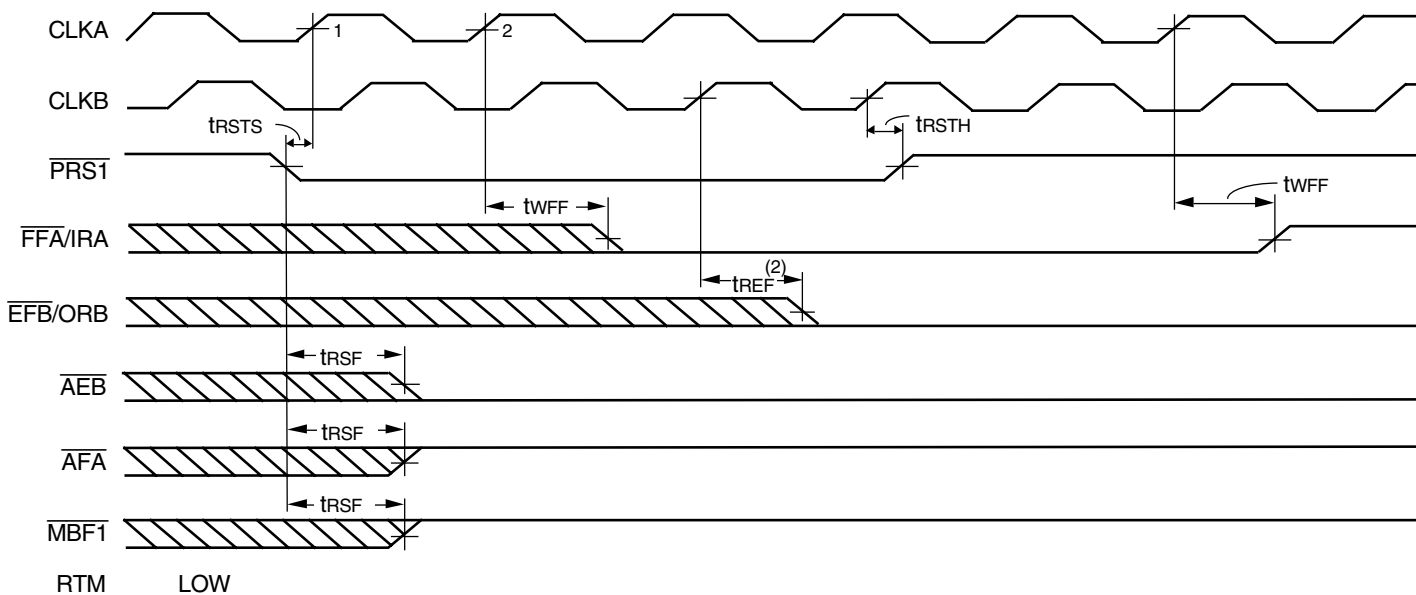 CLKA 1 2
CLKB
tRSTS tRSTH
PRS1
tWFF tWFF
FFA/IRA
tREF(2)
EFB/ORB
tRSF
AEB
tRSF
AFA
tRSF
MBF1
RTM LOW